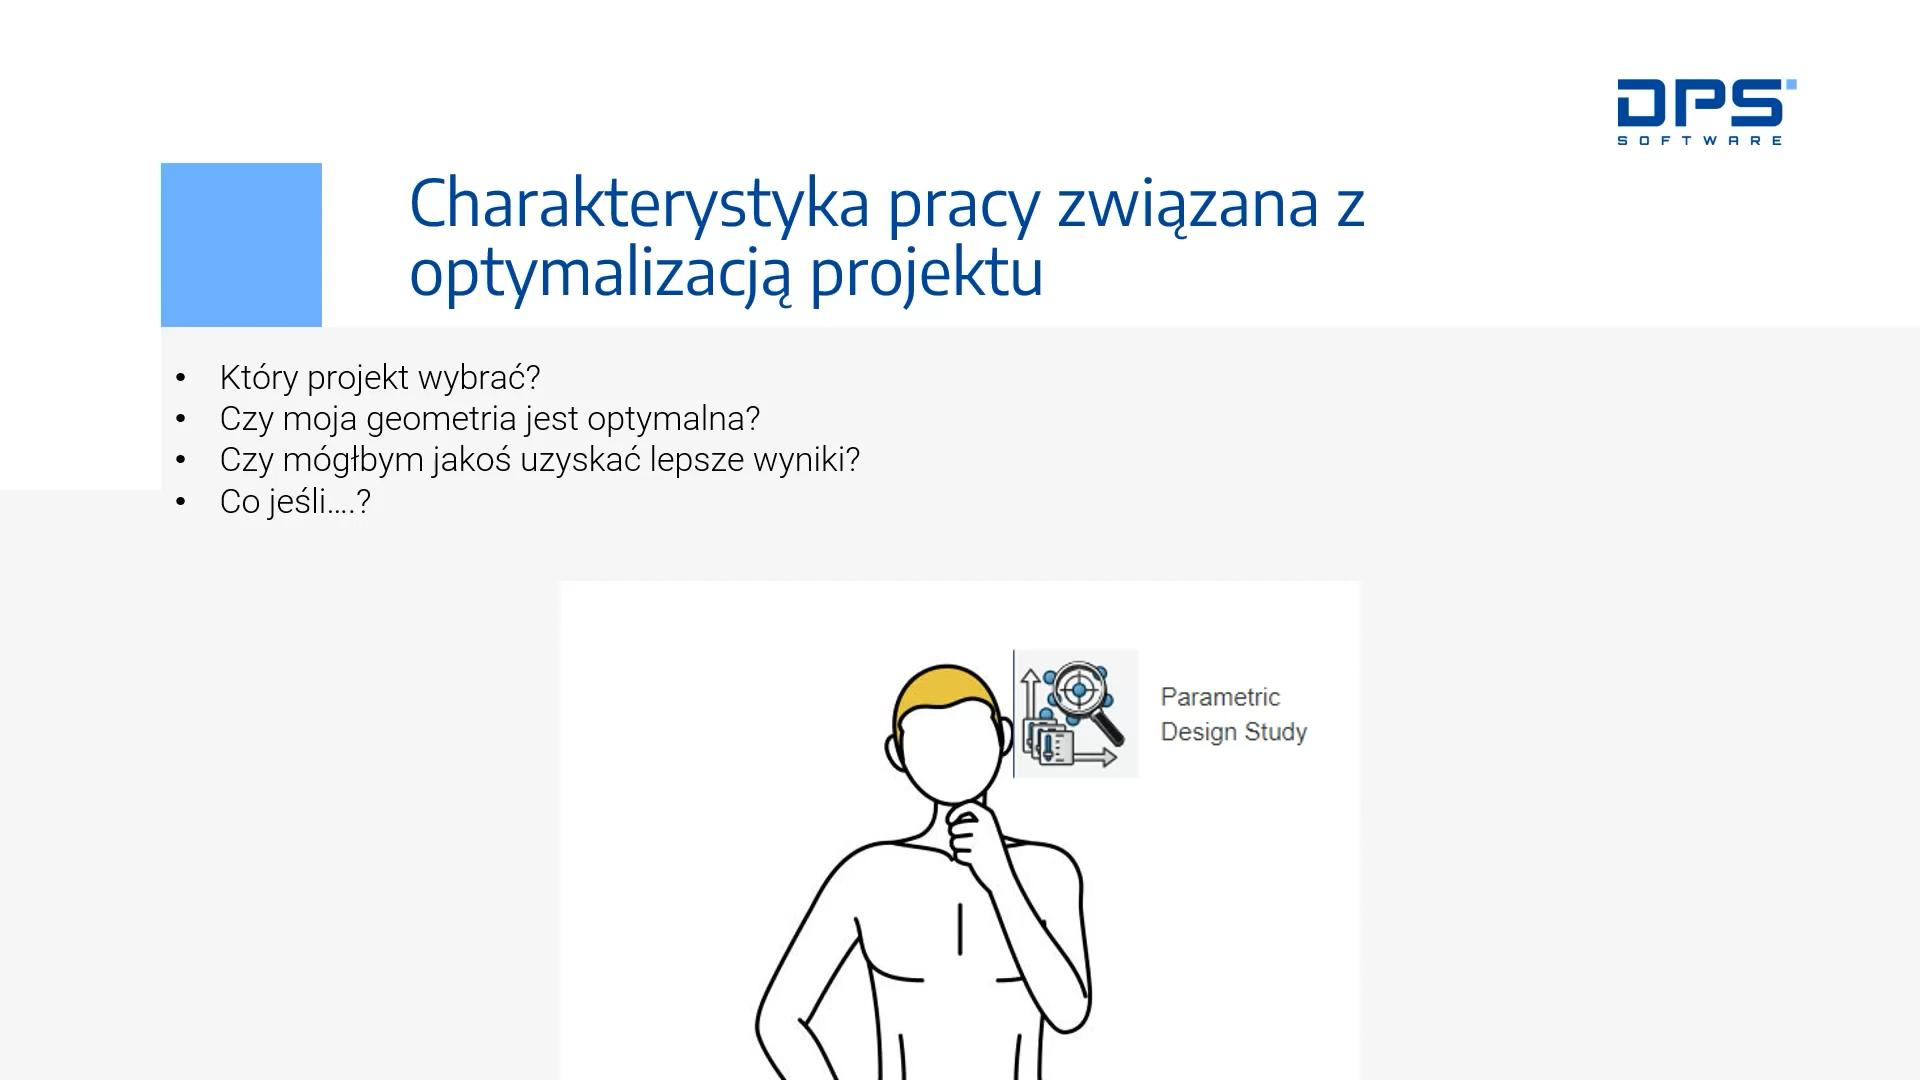 DPS
SOFTWARE
Charakterystyka pracy związana z
optymalizacją projektu
• Który projekt wybrać?
• Czy moja geometria jest optymalna?
• Czy mógłbym jakoś uzyskać lepsze wyniki?
• Co jeśli....?
Parametric
Design Study